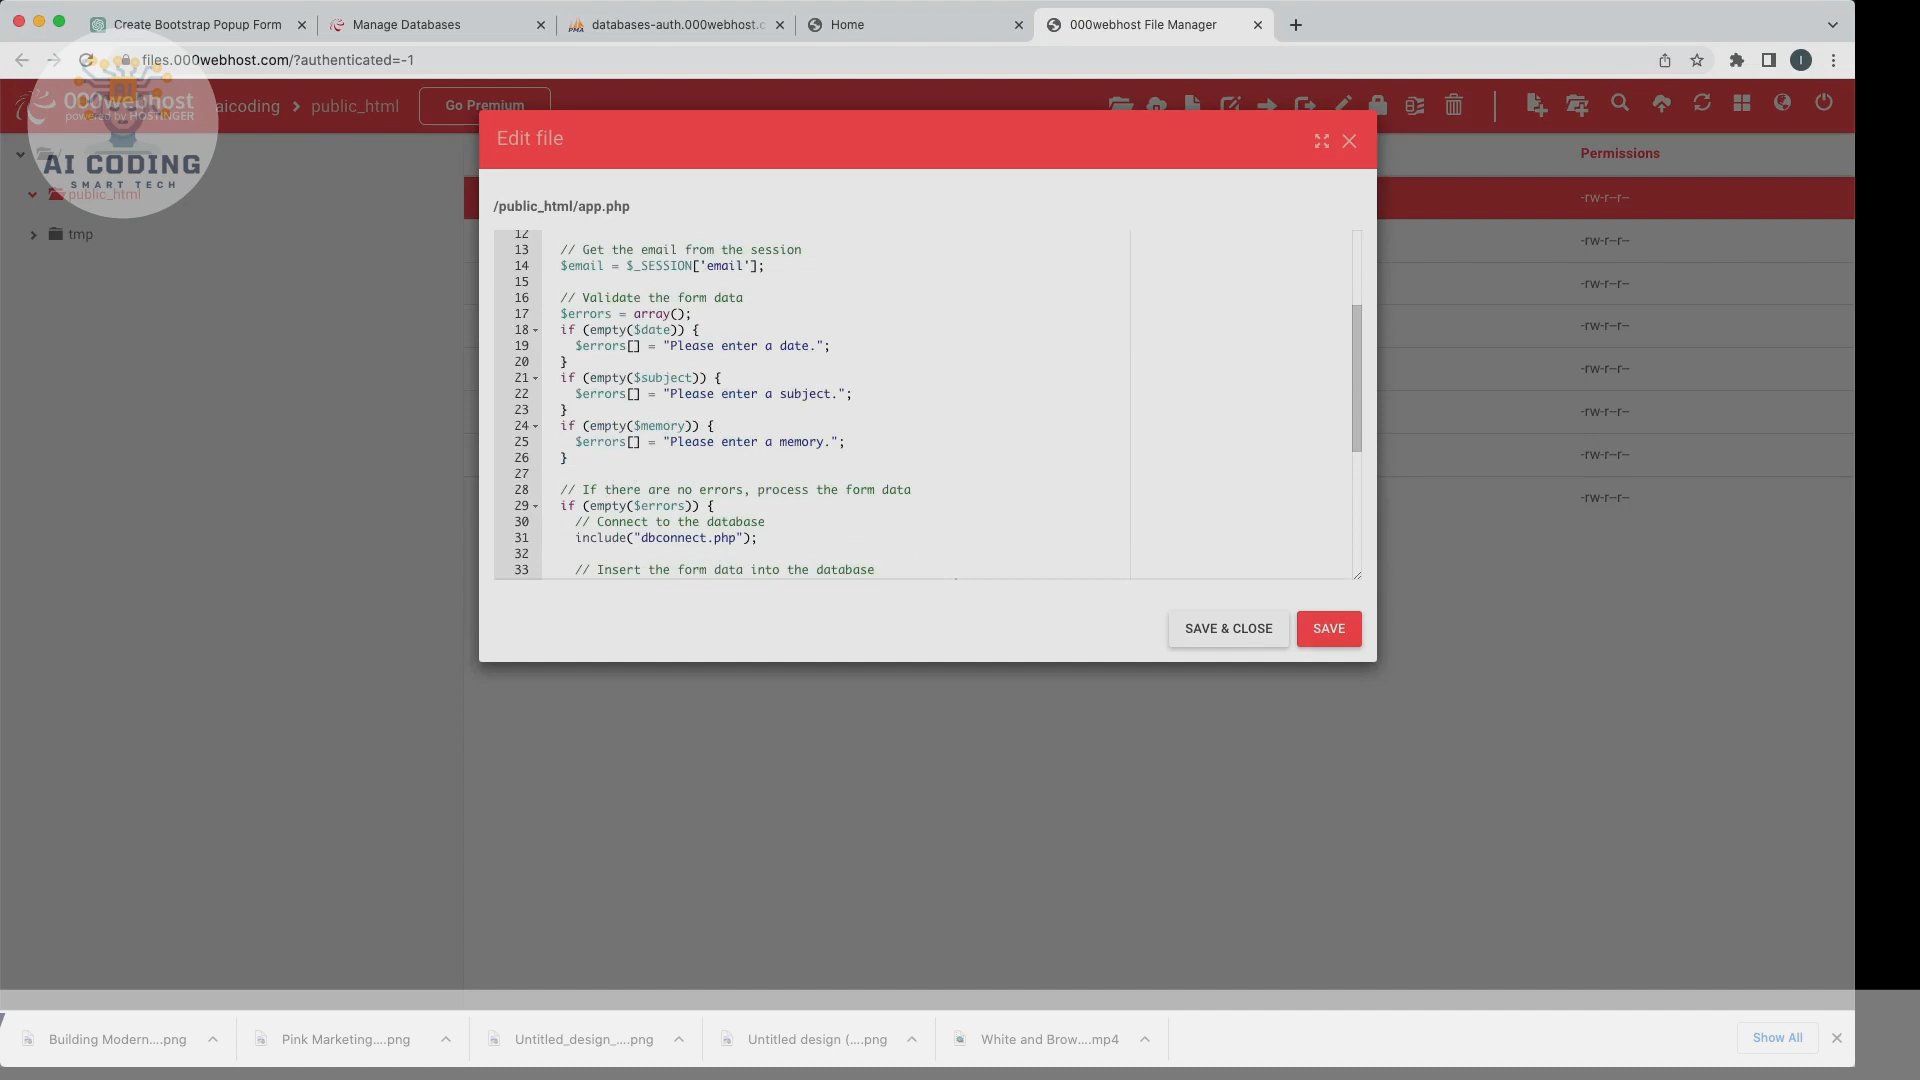 Create Bootstrap Popup Form
Manage Databases
databases-auth.000webhost.c
Home
000webhost File Manager
files.000webhost.com/?authenticated=-1
000webhost
powered by HOSTINGER
aicoding > public_html
Go Premium
AI
AI CODING
SMART TECH
public_html
tmp
Permissions
-rw-r--r--
-rw-r--r--
-rw-r--r--
-rw-r--r--
-rw-r--r--
-rw-r--r--
-rw-r--r--
-rw-r--r--
Edit file
/public_html/app.php
12
13 // Get the email from the session
14 $email = $_SESSION['email'];
15
16 // Validate the form data
17 $errors = array();
18 if (empty($date)) {
19 $errors[] = "Please enter a date.";
20 }
21 if (empty($subject)) {
22 $errors[] = "Please enter a subject.";
23 }
24 if (empty($memory)) {
25 $errors[] = "Please enter a memory.";
26 }
27
28 // If there are no errors, process the form data
29 if (empty($errors)) {
30 // Connect to the database
31 include("dbconnect.php");
32
33 // Insert the form data into the database
SAVE & CLOSE
SAVE
Building Modern....png
Pink Marketing....png
Untitled_design_....png
Untitled design (....png
White and Brow....mp4
Show All